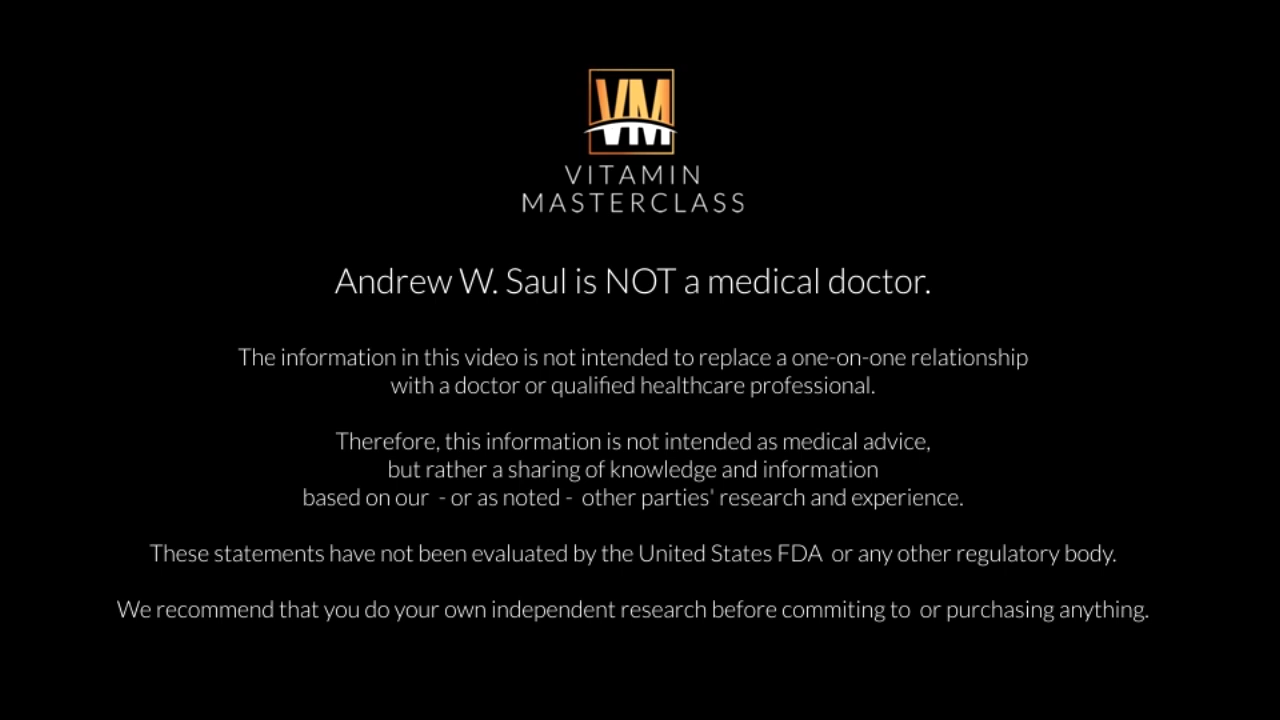 VM
VITAMIN
MASTERCLASS
Andrew W. Saul is NOT a medical doctor.
The information in this video is not intended to replace a one-on-one relationship
with a doctor or qualified healthcare professional.
Therefore, this information is not intended as medical advice,
but rather a sharing of knowledge and information
based on our - or as noted - other parties' research and experience.
These statements have not been evaluated by the United States FDA or any other regulatory body.
We recommend that you do your own independent research before commiting to or purchasing anything.